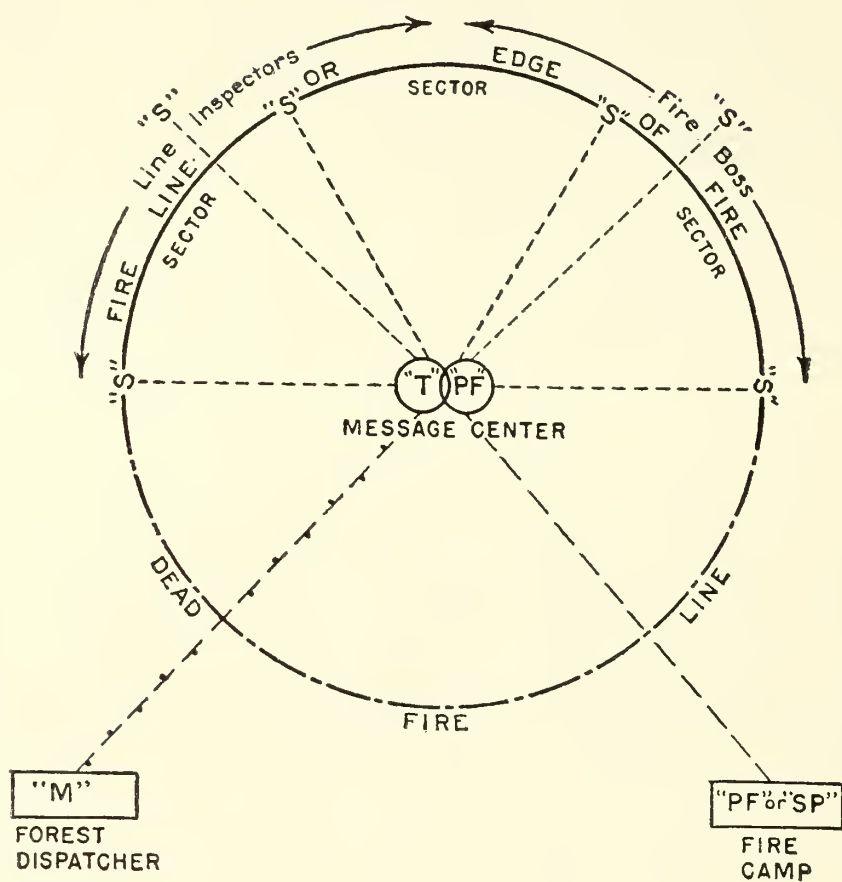 "S" Line Inspectors
Fire Boss "S"
FIRE LINE "S" OR EDGE "S" OF FIRE
SECTOR
SECTOR
SECTOR
"S"
"T" "PF"
"S"
MESSAGE CENTER
DEAD FIRE LINE
"M"
FOREST
DISPATCHER
"PF" or "SP"
FIRE
CAMP